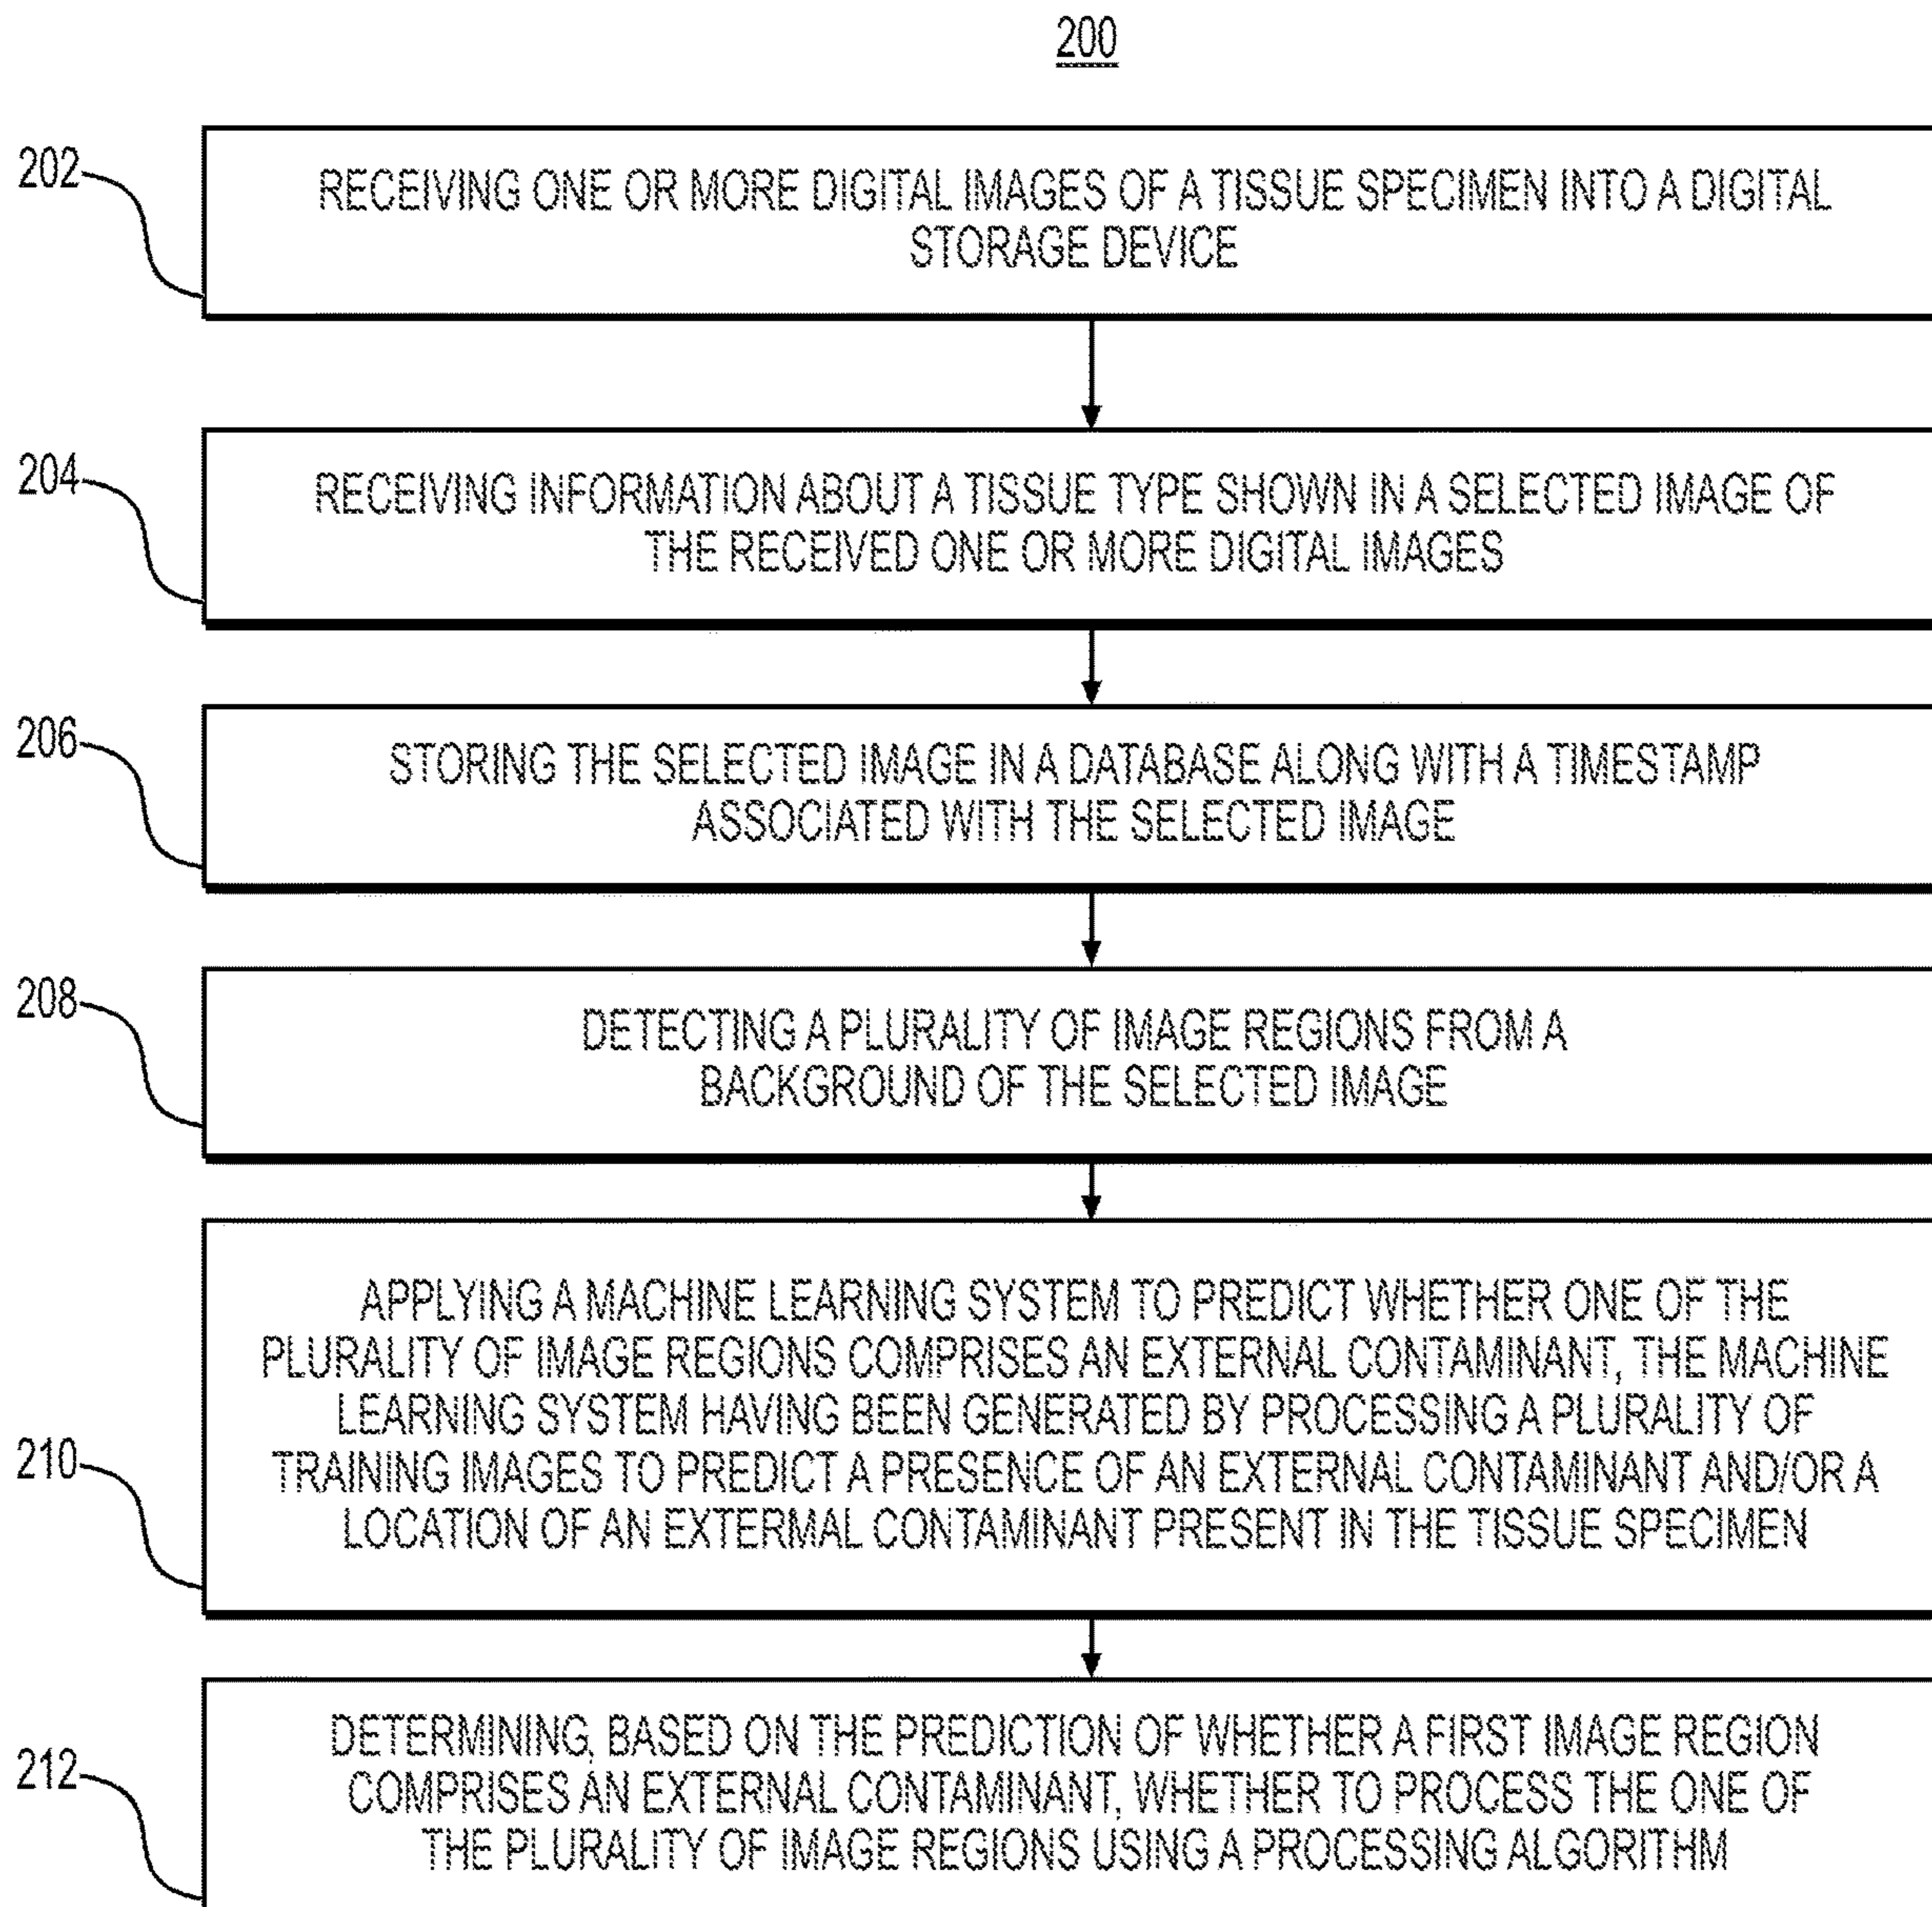 200
202
RECEIVING ONE OR MORE DIGITAL IMAGES OF A TISSUE SPECIMEN INTO A DIGITAL
STORAGE DEVICE
204
RECEIVING INFORMATION ABOUT A TISSUE TYPE SHOWN IN A SELECTED IMAGE OF
THE RECEIVED ONE OR MORE DIGITAL IMAGES
206
STORING THE SELECTED IMAGE IN A DATABASE ALONG WITH A TIMESTAMP
ASSOCIATED WITH THE SELECTED IMAGE
208
DETECTING A PLURALITY OF IMAGE REGIONS FROM A
BACKGROUND OF THE SELECTED IMAGE
210
APPLYING A MACHINE LEARNING SYSTEM TO PREDICT WHETHER ONE OF THE
PLURALITY OF IMAGE REGIONS COMPRISES AN EXTERNAL CONTAMINANT, THE MACHINE
LEARNING SYSTEM HAVING BEEN GENERATED BY PROCESSING A PLURALITY OF
TRAINING IMAGES TO PREDICT A PRESENCE OF AN EXTERNAL CONTAMINANT AND/OR A
LOCATION OF AN EXTERMAL CONTAMINANT PRESENT IN THE TISSUE SPECIMEN
212
DETERMINING, BASED ON THE PREDICTION OF WHETHER A FIRST IMAGE REGION
COMPRISES AN EXTERNAL CONTAMINANT, WHETHER TO PROCESS THE ONE OF
THE PLURALITY OF IMAGE REGIONS USING A PROCESSING ALGORITHM